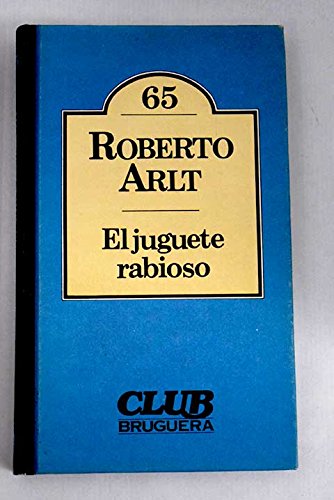 65
ROBERTO
ARLT
El juguete
rabioso
CLUB
BRUGUERA